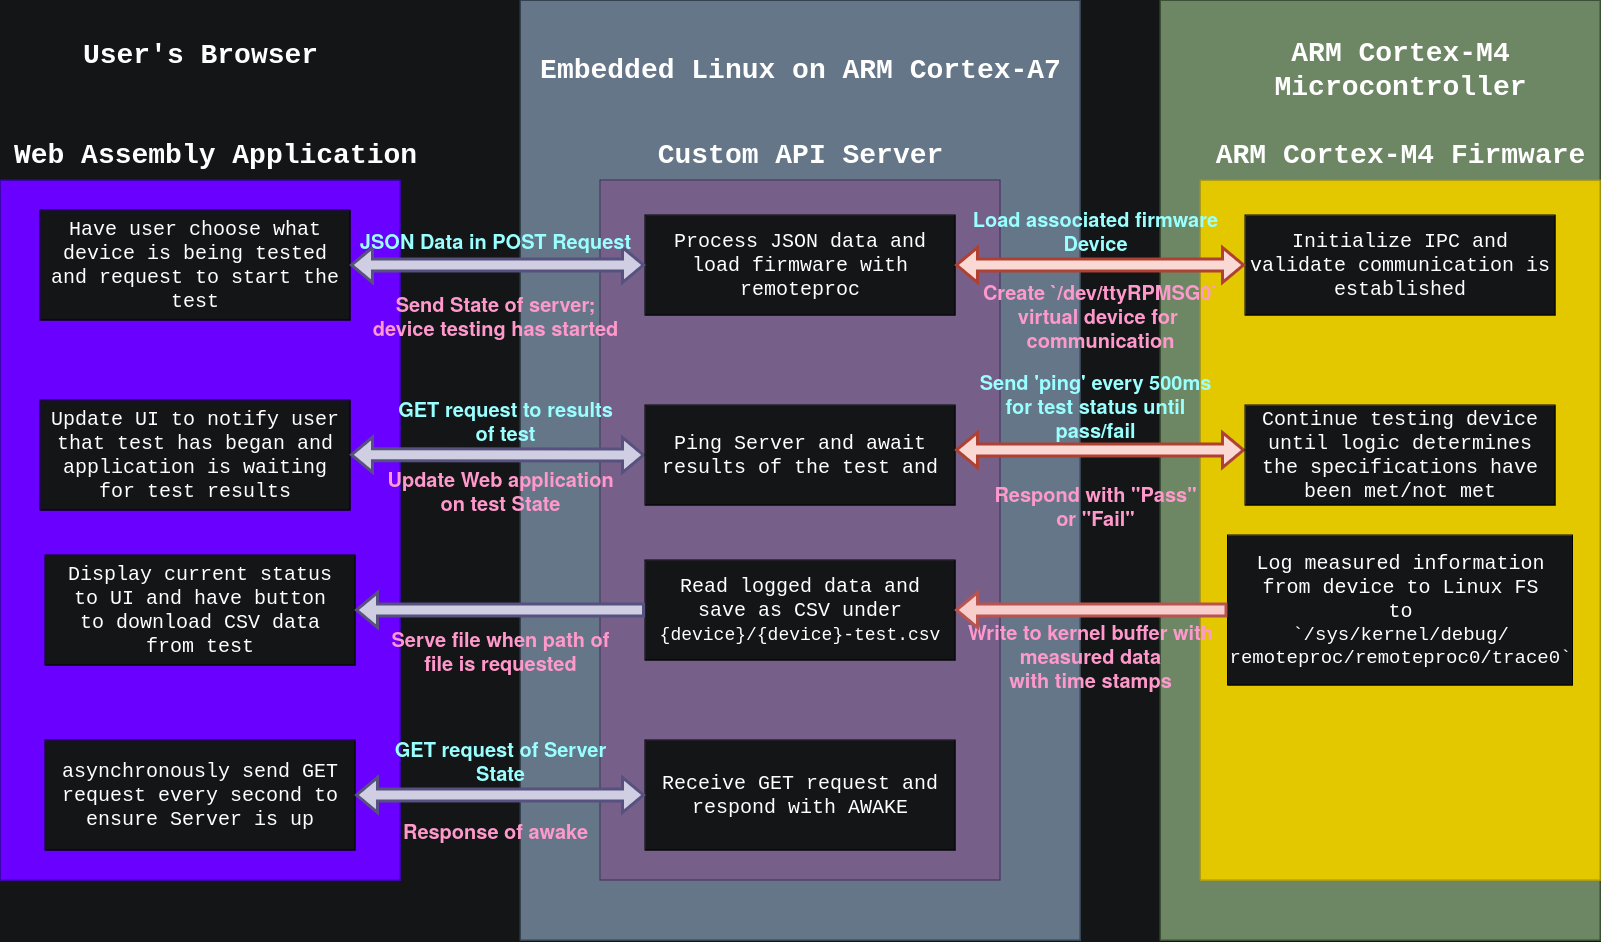 User's Browser
Embedded Linux on ARM Cortex-A7
ARM Cortex-M4
Microcontroller
Web Assembly Application
Custom API Server
ARM Cortex-M4 Firmware
Have user choose what
device is being tested
and request to start the
test
JSON Data in POST Request
Send State of server;
device testing has started
Process JSON data and
load firmware with
remoteproc
Load associated firmware
Device
Create `/dev/ttyRPMSG0`
virtual device for
communication
Initialize IPC and
validate communication is
established
Update UI to notify user
that test has began and
application is waiting
for test results
GET request to results
of test
Update Web application
on test State
Ping Server and await
results of the test and
Send 'ping' every 500ms
for test status until
pass/fail
Respond with "Pass"
or "Fail"
Continue testing device
until logic determines
the specifications have
been met/not met
Display current status
to UI and have button
to download CSV data
from test
Serve file when path of
file is requested
Read logged data and
save as CSV under
{device}/{device}-test.csv
Write to kernel buffer with
measured data
with time stamps
Log measured information
from device to Linux FS
to
`/sys/kernel/debug/
remoteproc/remoteproc0/trace0`
asynchronously send GET
request every second to
ensure Server is up
GET request of Server
State
Response of awake
Receive GET request and
respond with AWAKE